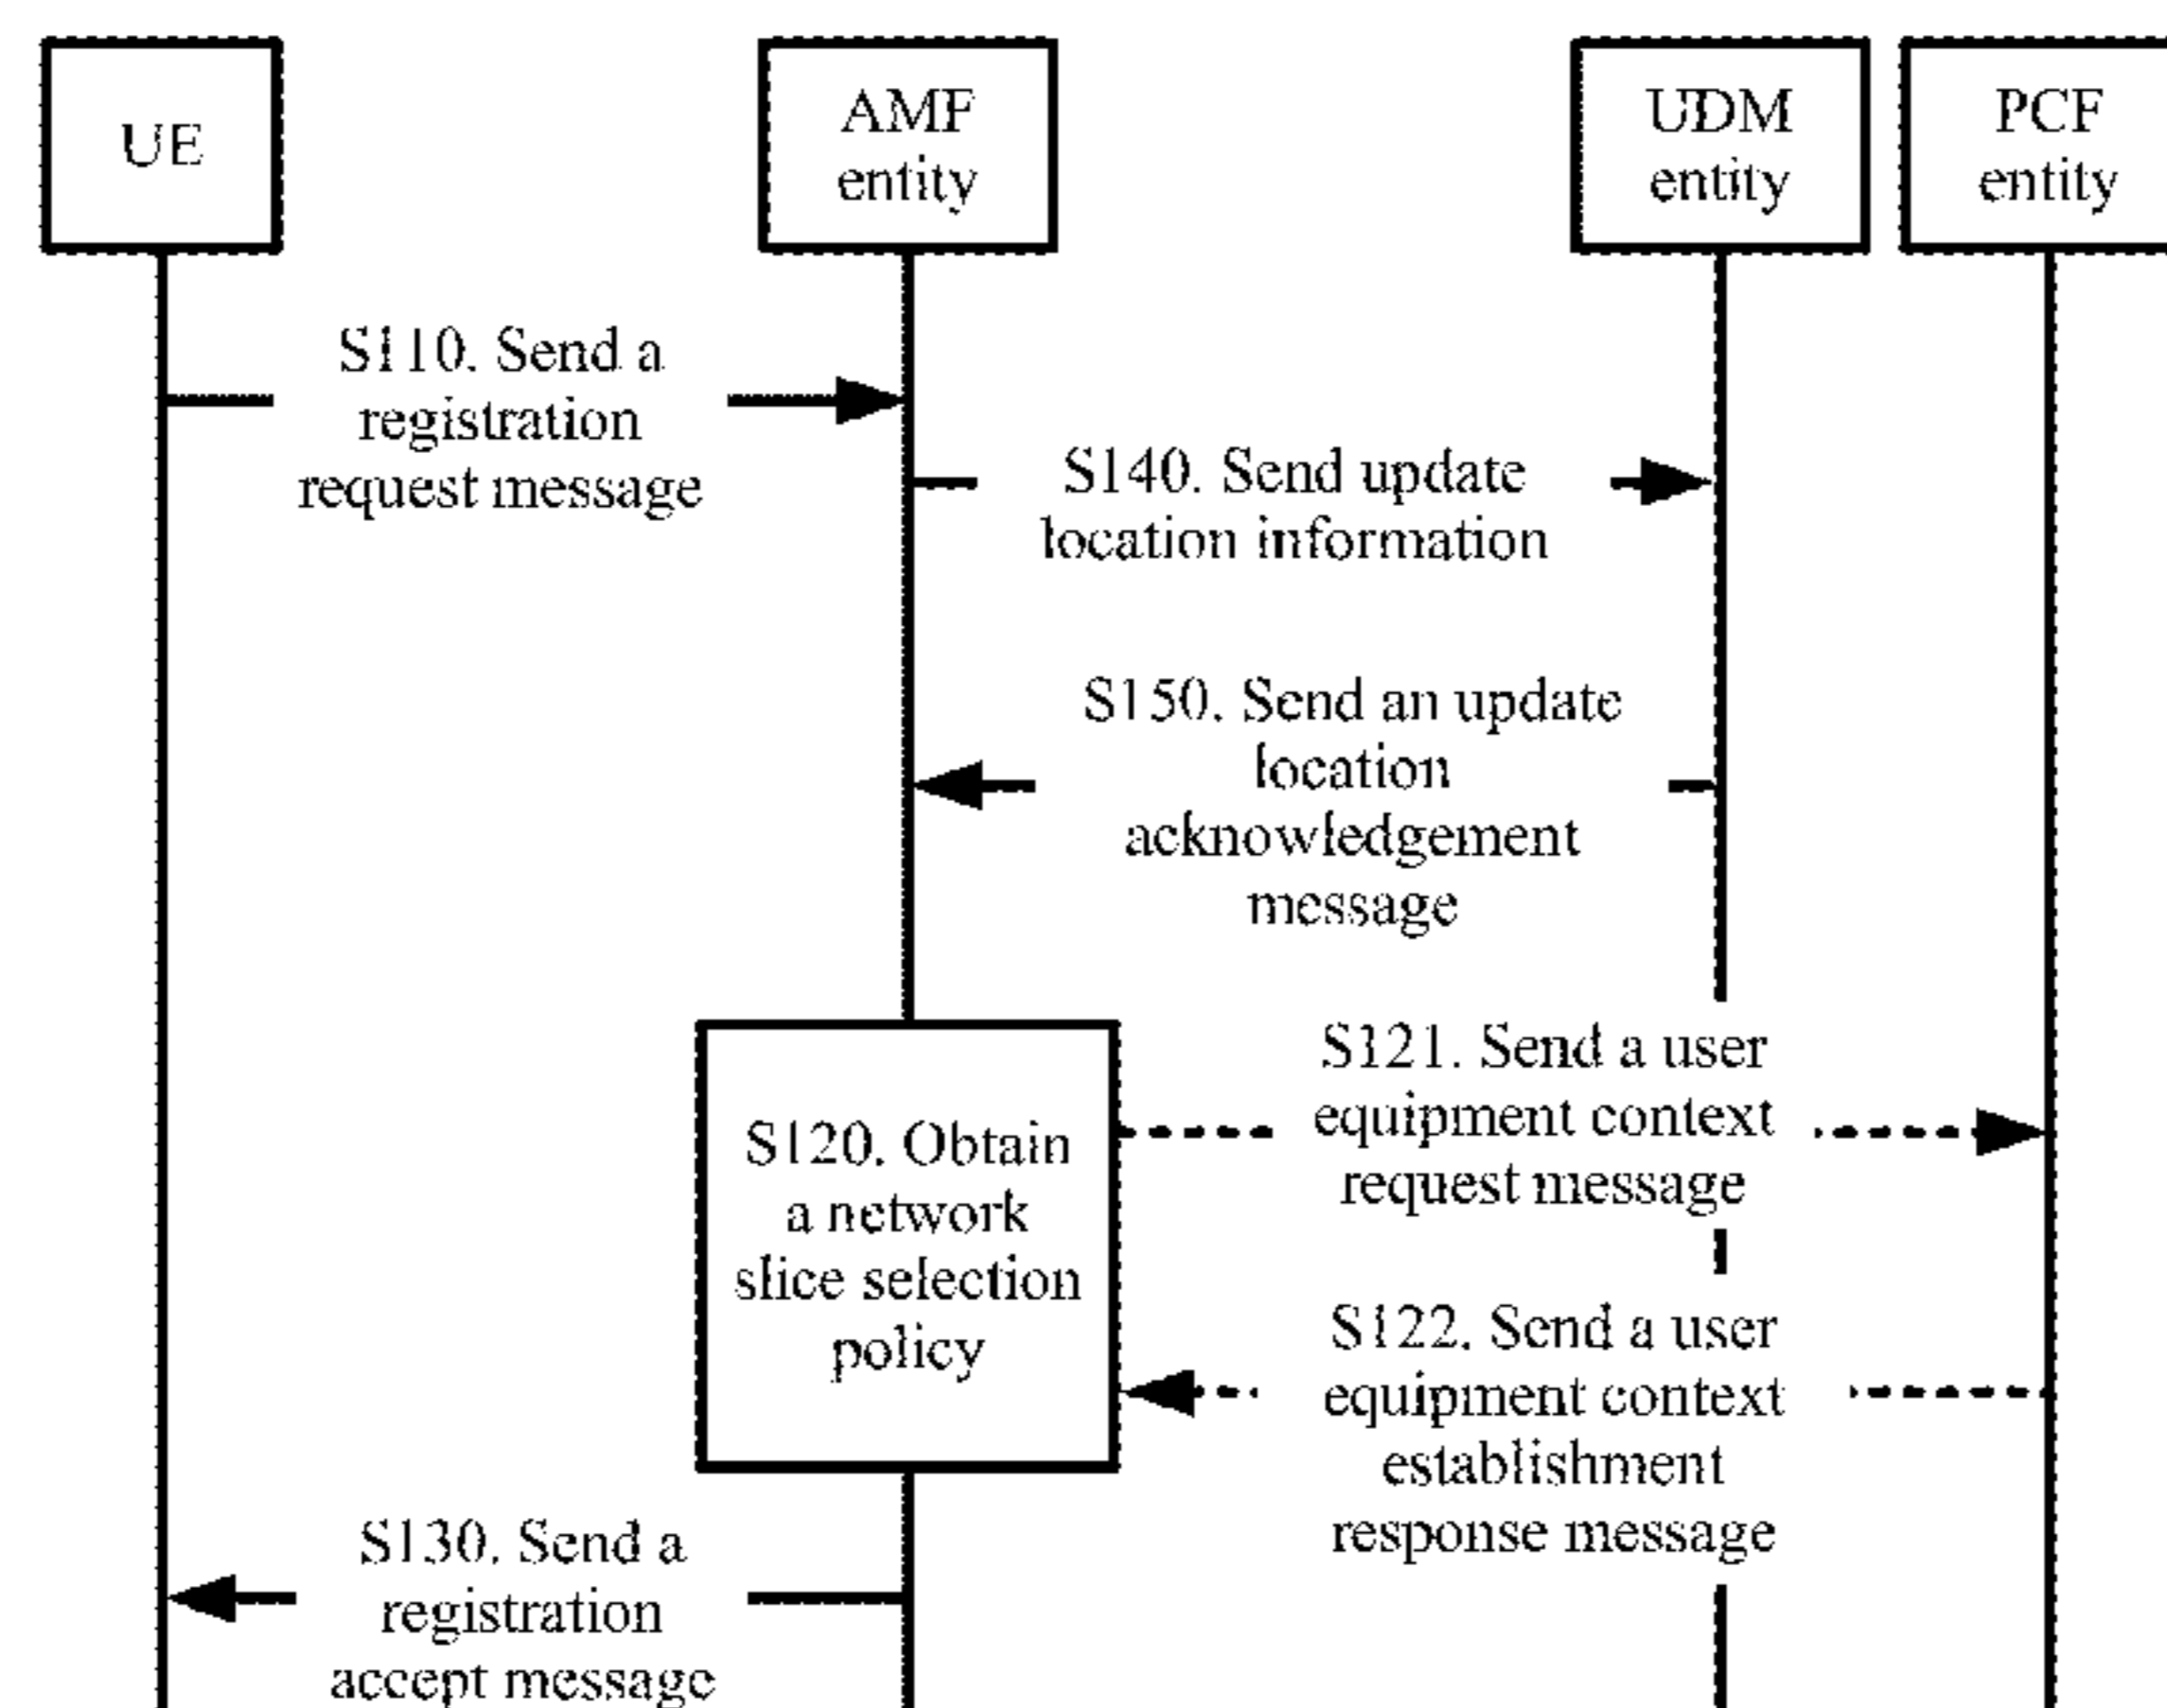 UE
AMF
entity
UDM
entity
PCF
entity
S110. Send a
registration
request message
S140. Send update
location information
S150. Send an update
location
acknowledgement
message
S120. Obtain
a network
slice selection
policy
S121. Send a user
equipment context
request message
S122. Send a user
equipment context
establishment
response message
S130. Send a
registration
accept message